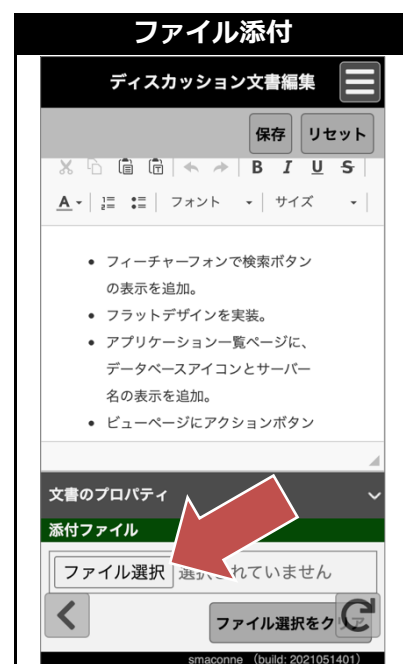 ファイル添付
ディスカッション文書編集
保存 リセット
B I U S
A フォント サイズ
• フィーチャーフォンで検索ボタン
の表示を追加。
• フラットデザインを実装。
• アプリケーション一覧ページに、
データベースアイコンとサーバー
名の表示を追加。
• ビューページにアクションボタン
文書のプロパティ
添付ファイル
ファイル選択 選択されていません
ファイル選択をクリア
smaconne （build: 2021051401）